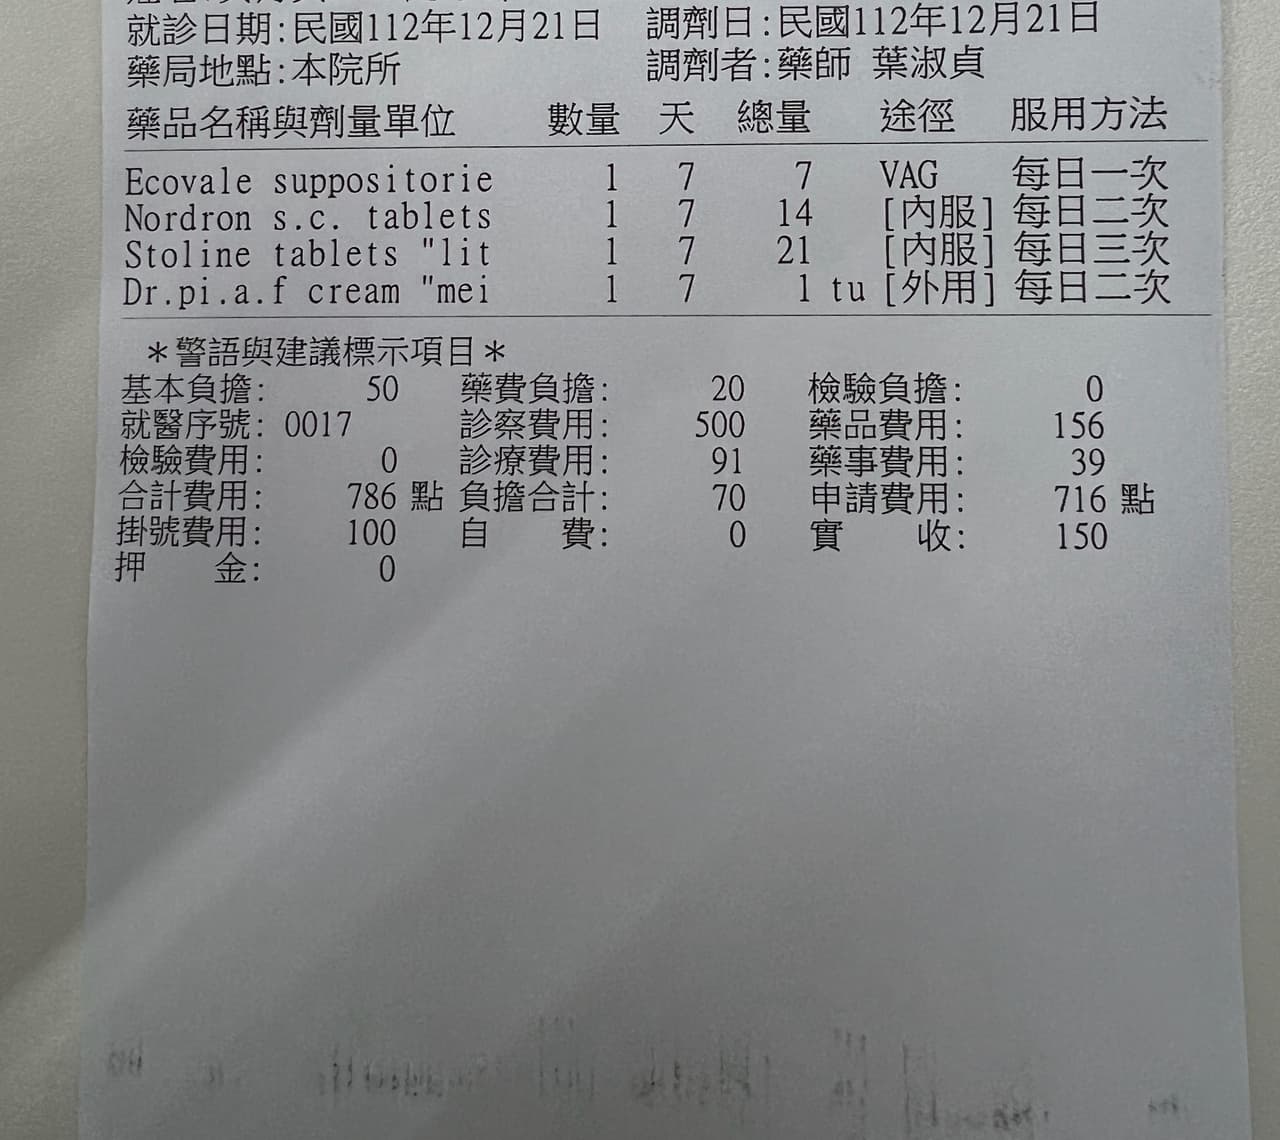 就診日期:民國112年12月21日 調劑日:民國112年12月21日
藥局地點:本院所 調劑者:藥師 葉淑貞
藥品名稱與劑量單位 數量 天 總量 途徑 服用方法
Ecovale suppositorie 1 7 7 VAG 每日一次
Nordron s.c. tablets 1 7 14 [內服] 每日二次
Stoline tablets "lit 1 7 21 [內服] 每日三次
Dr.pi.a.f cream "mei 1 7 1 tu [外用] 每日二次
＊警語與建議標示項目＊
基本負擔: 50 藥費負擔: 20 檢驗負擔: 0
就醫序號: 0017 診察費用: 500 藥品費用: 156
檢驗費用: 0 診療費用: 91 藥事費用: 39
合計費用: 786 點 負擔合計: 70 申請費用: 716 點
掛號費用: 100 自 費: 0 實 收: 150
押 金: 0